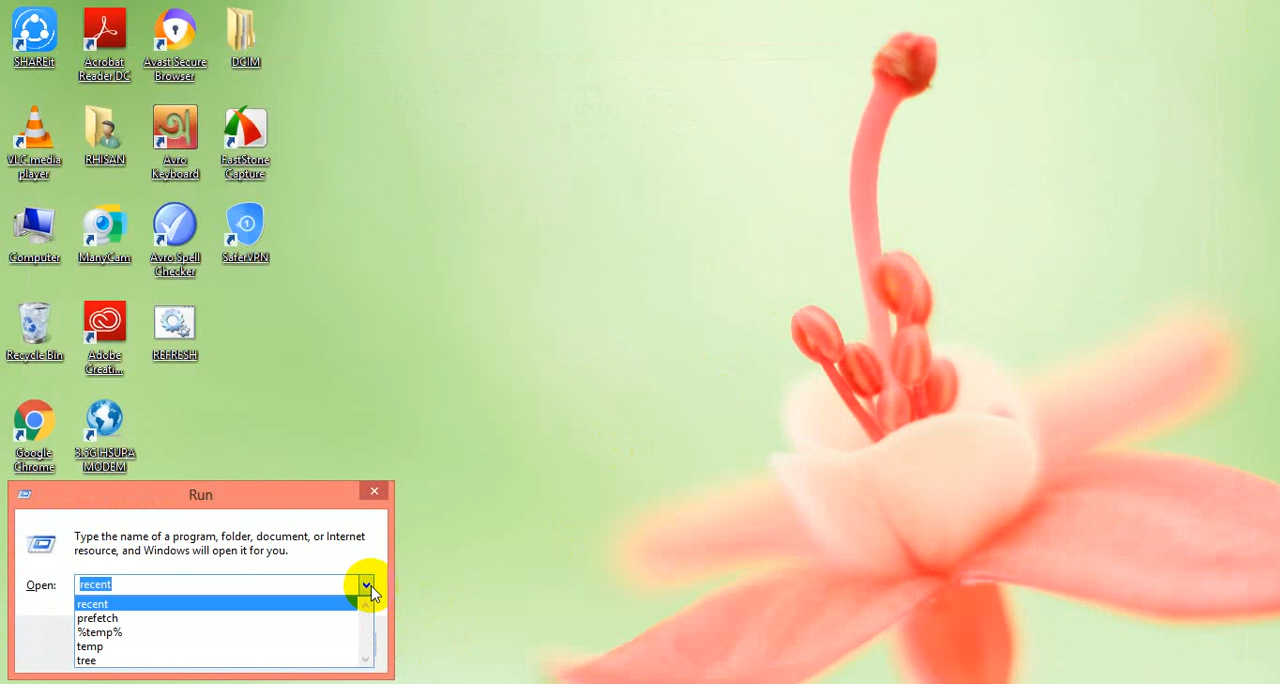 SHAREit
Acrobat
Reader DC
Avast Secure
Browser
DCIM
VLC media
player
RHISAN
Avro
Keyboard
FastStone
Capture
Computer
ManyCam
Avro Spell
Checker
SaferVPN
Recycle Bin
Adobe
Creati...
REFRESH
Google
Chrome
3.5G HSUPA
MODEM
Run
Type the name of a program, folder, document, or Internet
resource, and Windows will open it for you.
Open:
recent
recent
prefetch
%temp%
temp
tree